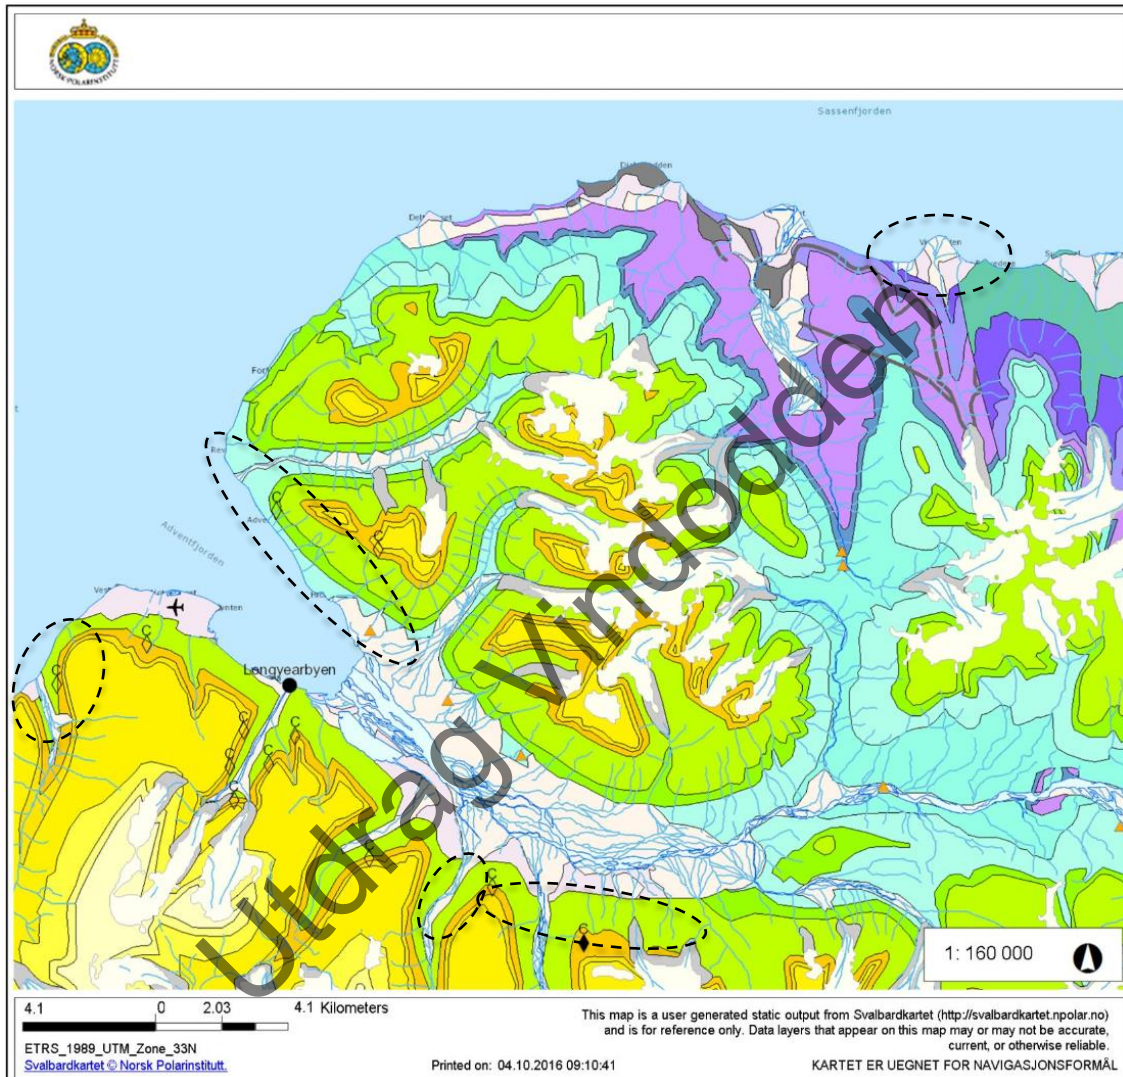 NORSK POLARINSTITUTT
Sassenfjorden
Adventfjorden
Longyearbyen
Utdrag Vindodden
1: 160 000
4.1 0 2.03 4.1 Kilometers
ETRS_1989_UTM_Zone_33N
Svalbardkartet © Norsk Polarinstitutt.
Printed on: 04.10.2016 09:10:41
This map is a user generated static output from Svalbardkartet (http://svalbardkartet.npolar.no)
and is for reference only. Data layers that appear on this map may or may not be accurate,
current, or otherwise reliable.
KARTET ER UEGNET FOR NAVIGASJONSFORMÅL